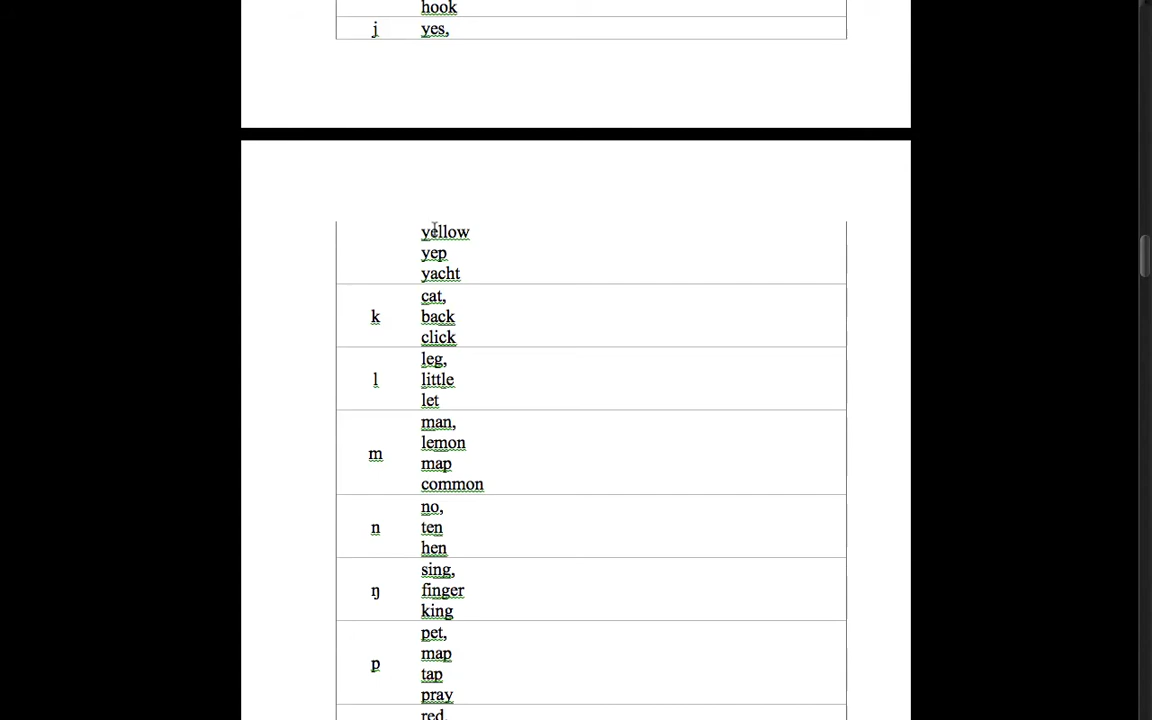 hook
j yes,
yellow
yep
yacht
cat,
k back
click
leg,
l little
let
man,
lemon
m map
common
no,
n ten
hen
sing,
ŋ finger
king
pet,
map
p tap
pray
red,